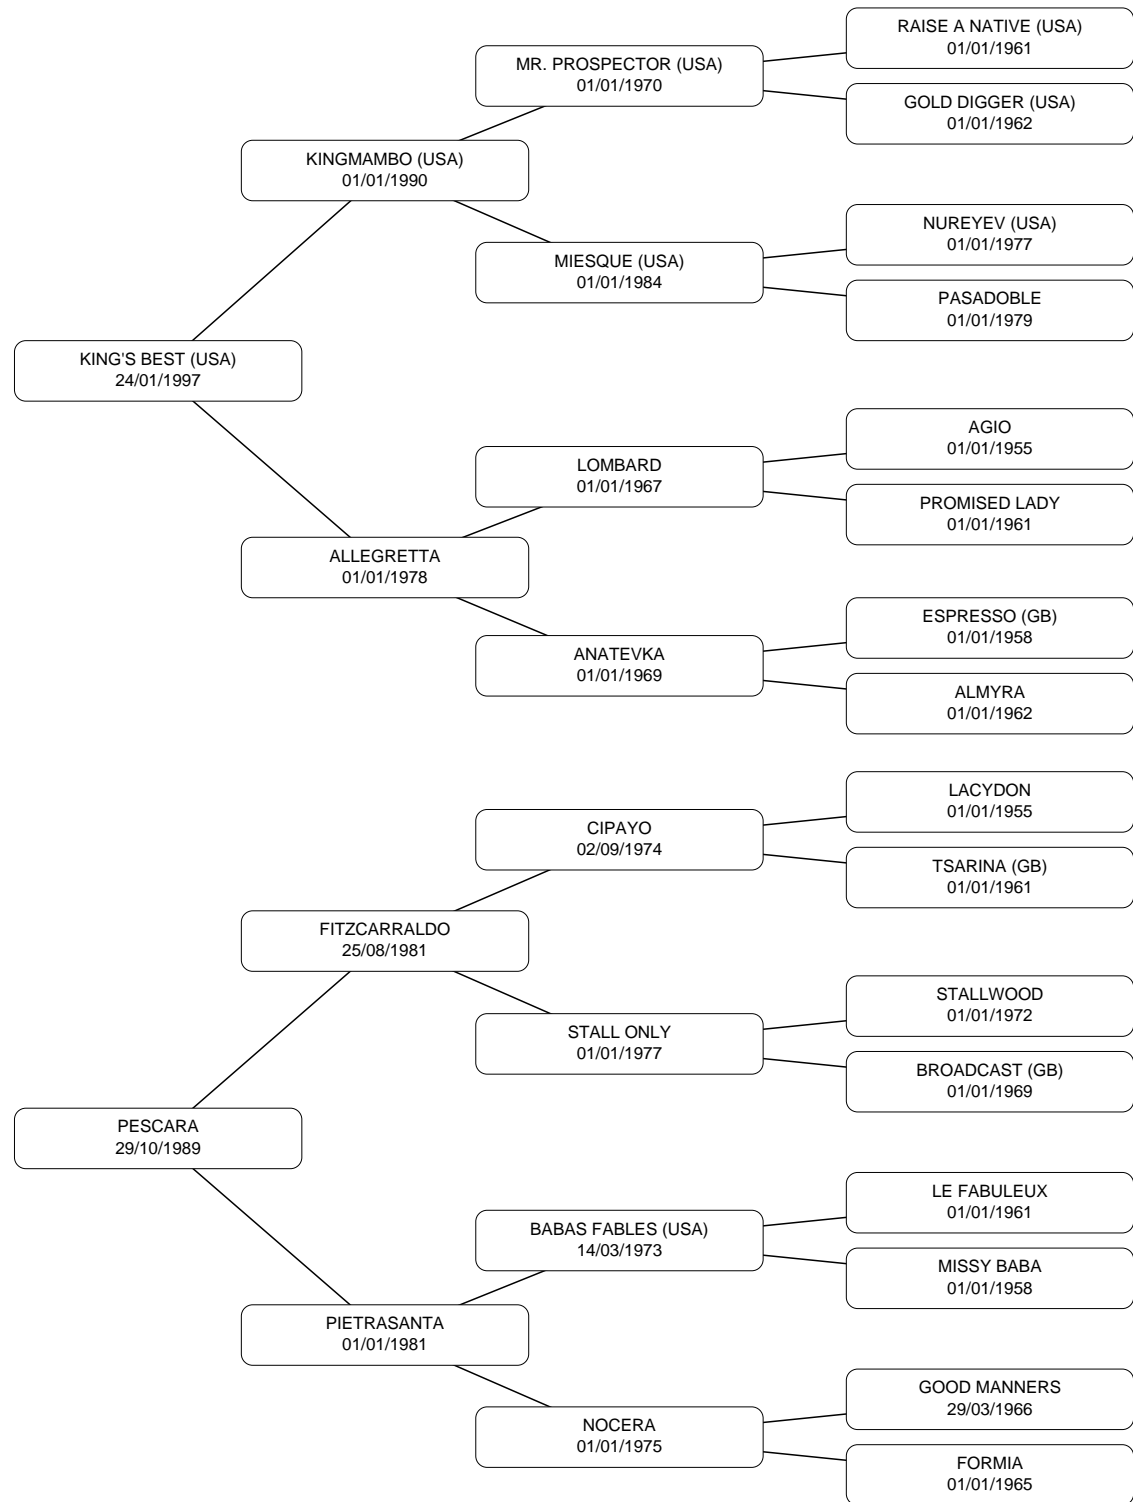 RAISE A NATIVE (USA)
01/01/1961
MR. PROSPECTOR (USA)
01/01/1970
GOLD DIGGER (USA)
01/01/1962
KINGMAMBO (USA)
01/01/1990
NUREYEV (USA)
01/01/1977
MIESQUE (USA)
01/01/1984
PASADOBLE
01/01/1979
KING'S BEST (USA)
24/01/1997
AGIO
01/01/1955
LOMBARD
01/01/1967
PROMISED LADY
01/01/1961
ALLEGRETTA
01/01/1978
ESPRESSO (GB)
01/01/1958
ANATEVKA
01/01/1969
ALMYRA
01/01/1962
LACYDON
01/01/1955
CIPAYO
02/09/1974
TSARINA (GB)
01/01/1961
FITZCARRALDO
25/08/1981
STALLWOOD
01/01/1972
STALL ONLY
01/01/1977
BROADCAST (GB)
01/01/1969
PESCARA
29/10/1989
LE FABULEUX
01/01/1961
BABAS FABLES (USA)
14/03/1973
MISSY BABA
01/01/1958
PIETRASANTA
01/01/1981
GOOD MANNERS
29/03/1966
NOCERA
01/01/1975
FORMIA
01/01/1965